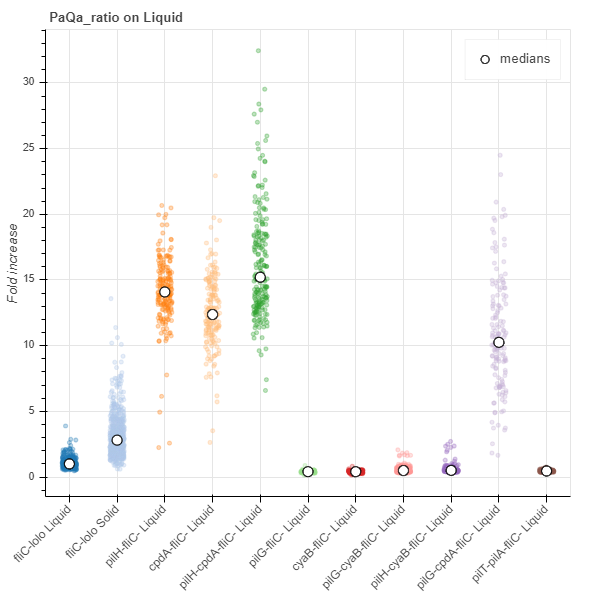 PaQa_ratio on Liquid
medians
Fold increase
30
25
20
15
10
5
0
fliC-lolo Liquid
fliC-lolo Solid
pilH-fliC- Liquid
cpdA-fliC- Liquid
pilH-cpdA-fliC- Liquid
pilG-fliC- Liquid
cyaB-fliC- Liquid
pilG-cyaB-fliC- Liquid
pilH-cyaB-fliC- Liquid
pilG-cpdA-fliC- Liquid
pilT-pilA-fliC- Liquid